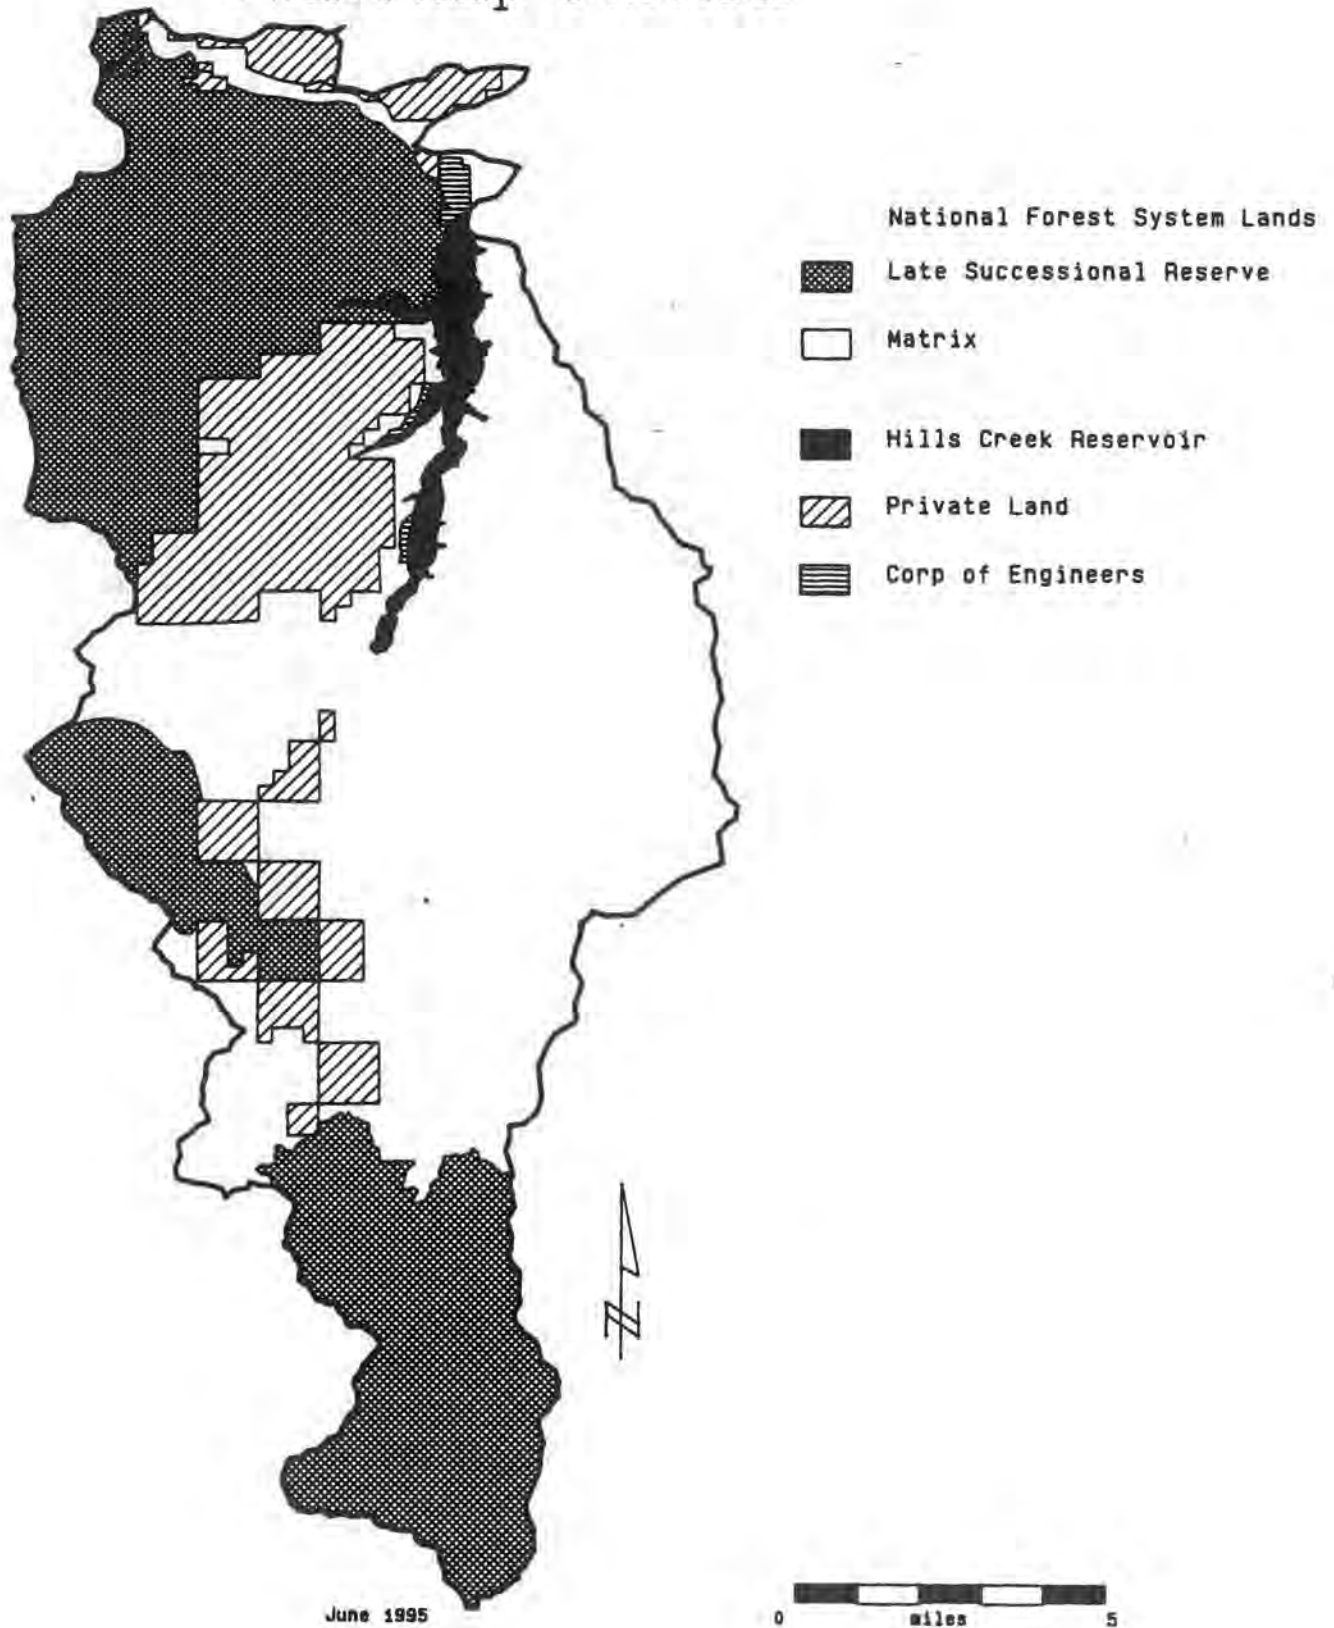 National Forest System Lands
Late Successional Reserve
Matrix
Hills Creek Reservoir
Private Land
Corp of Engineers
N
June 1995
0 miles 5